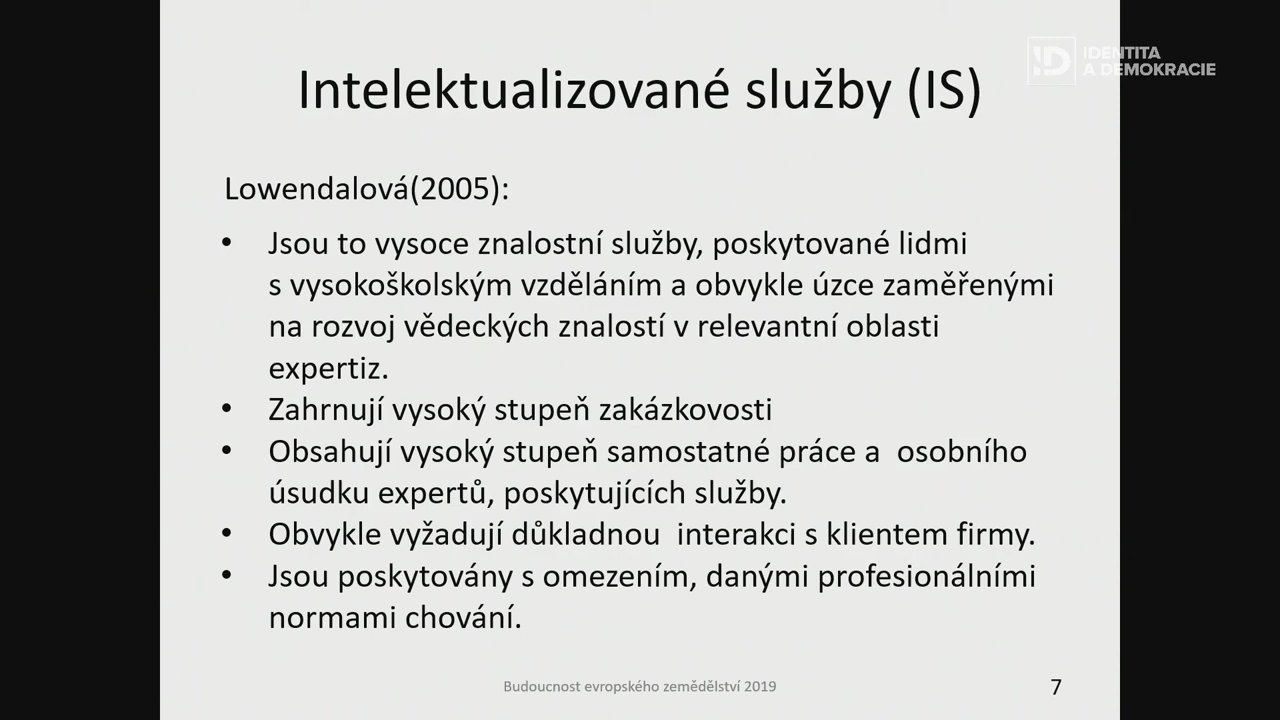 ID IDENTITA
A DEMOKRACIE
Intelektualizované služby (IS)
Lowendalová(2005):
• Jsou to vysoce znalostní služby, poskytované lidmi
s vysokoškolským vzděláním a obvykle úzce zaměřenými
na rozvoj vědeckých znalostí v relevantní oblasti
expertiz.
• Zahrnují vysoký stupeň zakázkovosti
• Obsahují vysoký stupeň samostatné práce a  osobního
úsudku expertů, poskytujících služby.
• Obvykle vyžadují důkladnou  interakci s klientem firmy.
• Jsou poskytovány s omezením, danými profesionálními
normami chování.
Budoucnost evropského zemědělství 2019
7